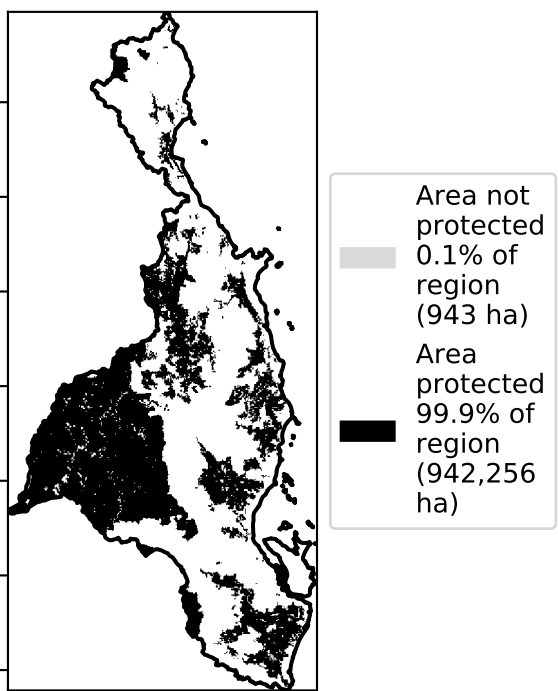 Area not
protected
0.1% of
region
(943 ha)
Area
protected
99.9% of
region
(942,256
ha)